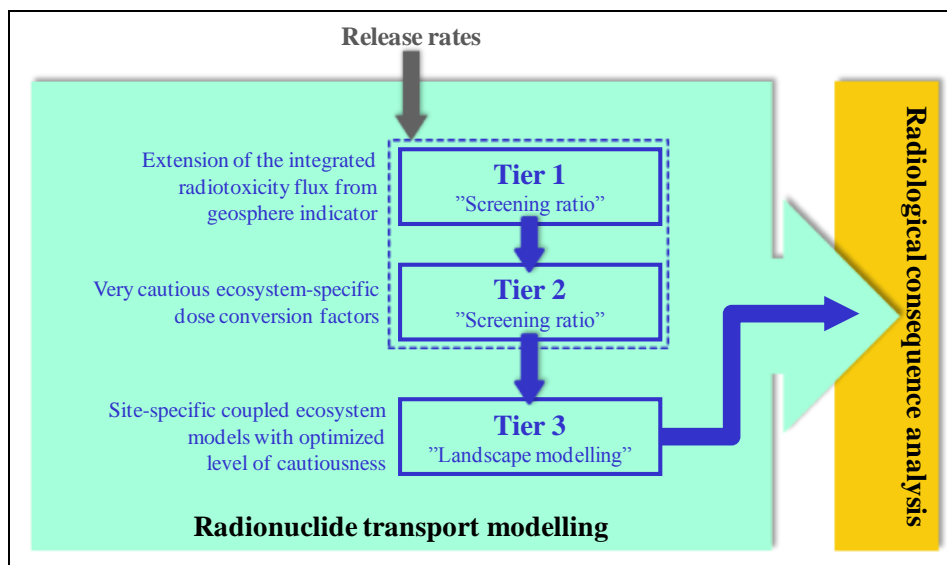 Release rates
Extension of the integrated
radiotoxicity flux from
geosphere indicator
Tier 1
”Screening ratio”
Very cautious ecosystem-specific
dose conversion factors
Tier 2
”Screening ratio”
Site-specific coupled ecosystem
models with optimized
level of cautiousness
Tier 3
”Landscape modelling”
Radionuclide transport modelling
Radiological consequence analysis